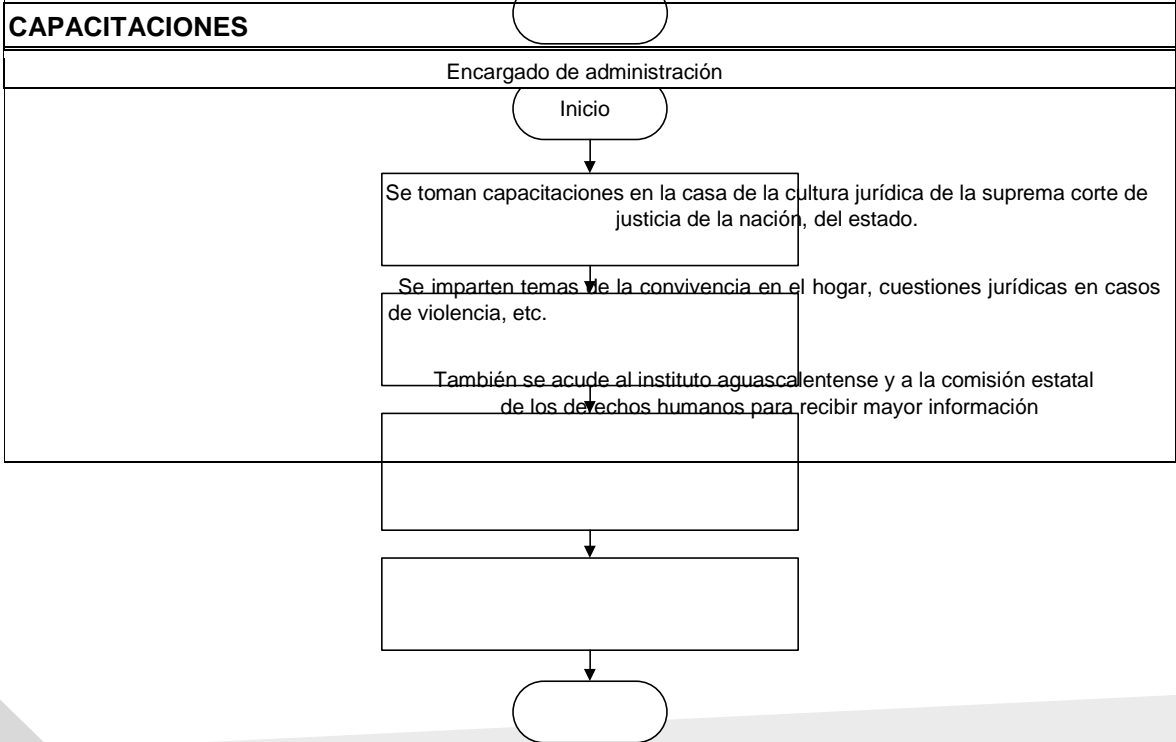 CAPACITACIONES
Encargado de administración
Inicio
Se toman capacitaciones en la casa de la cultura jurídica de la suprema corte de
justicia de la nación, del estado.
Se imparten temas de la convivencia en el hogar, cuestiones jurídicas en casos
de violencia, etc.
También se acude al instituto aguascalentense y a la comisión estatal
de los derechos humanos para recibir mayor información